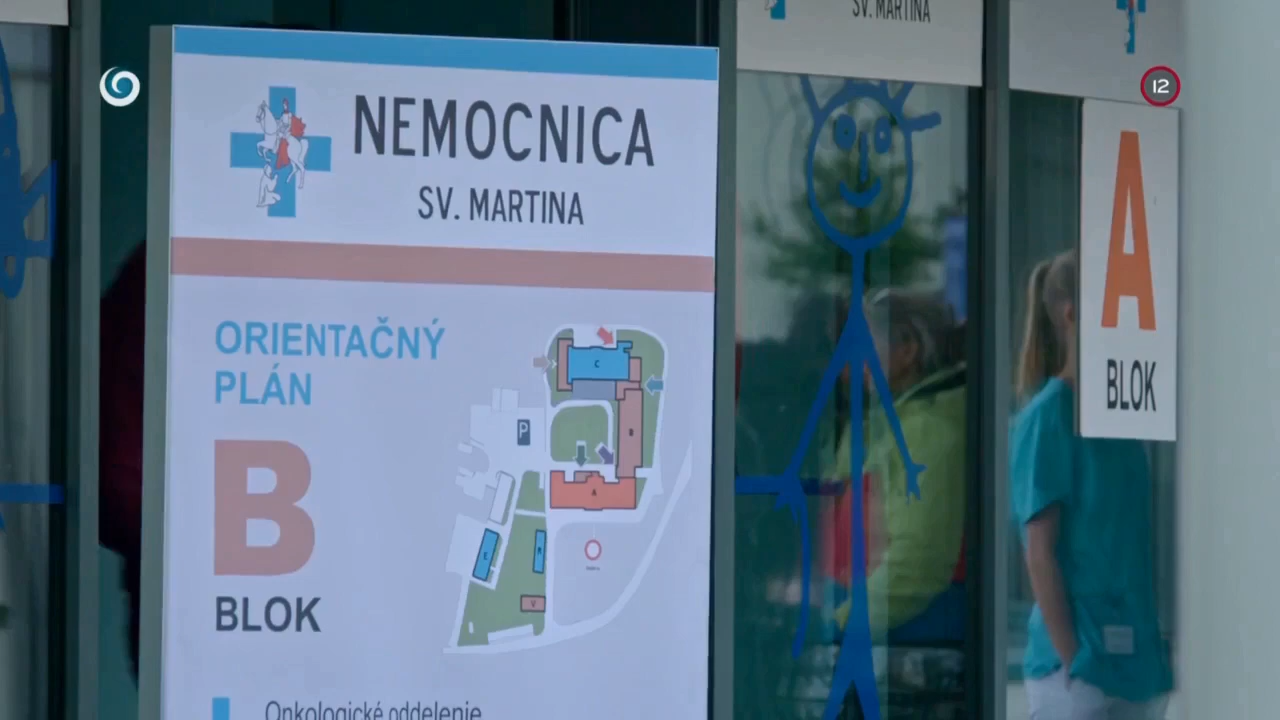 SV. MARTINA
12
NEMOCNICA
SV. MARTINA
ORIENTAČNÝ
PLÁN
B
BLOK
C
P
B
A
Onkologické oddelenie
A
BLOK